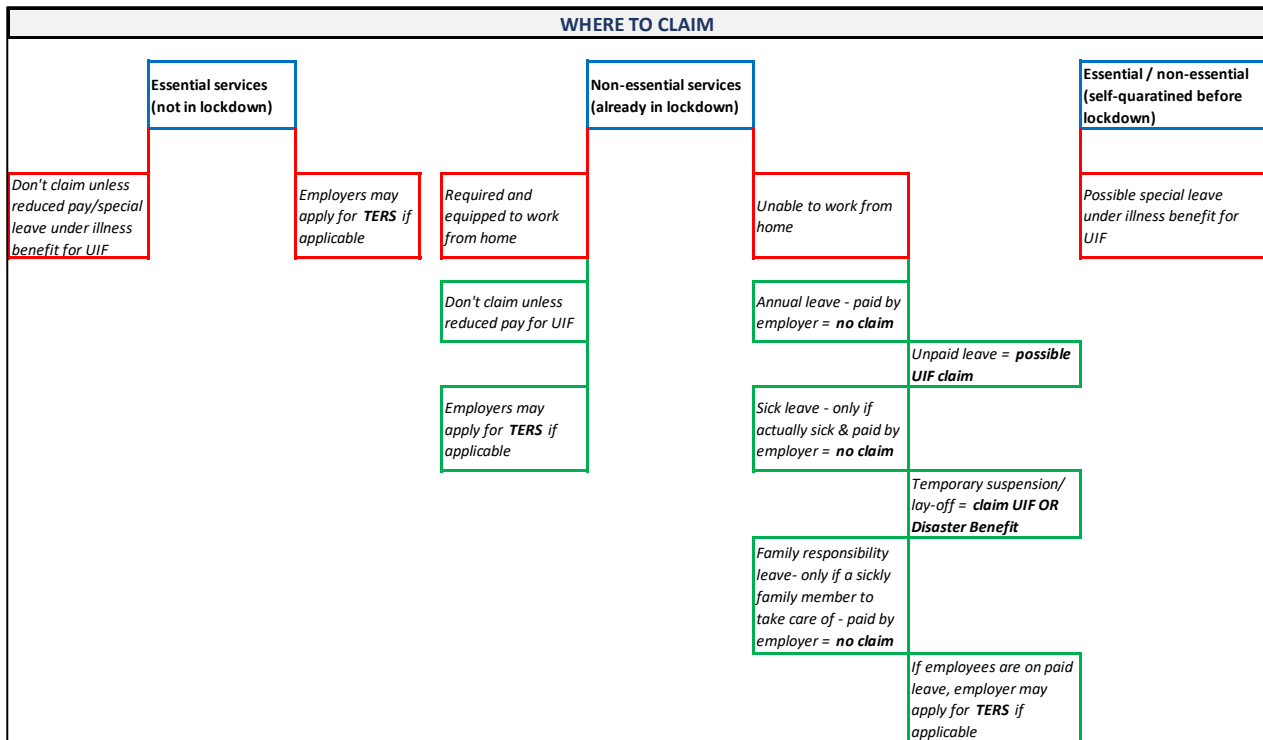 WHERE TO CLAIM
Essential services
(not in lockdown)
Non-essential services
(already in lockdown)
Essential / non-essential
(self-quaratined before
lockdown)
Don't claim unless
reduced pay/special
leave under illness
benefit for UIF
Employers may
apply for TERS if
applicable
Required and
equipped to work
from home
Unable to work from
home
Possible special leave
under illness benefit for
UIF
Don't claim unless
reduced pay for UIF
Annual leave - paid by
employer = no claim
Unpaid leave = possible
UIF claim
Employers may
apply for TERS if
applicable
Sick leave - only if
actually sick & paid by
employer = no claim
Temporary suspension/
lay-off = claim UIF OR
Disaster Benefit
Family responsibility
leave- only if a sickly
family member to
take care of - paid by
employer = no claim
If employees are on paid
leave, employer may
apply for TERS if
applicable